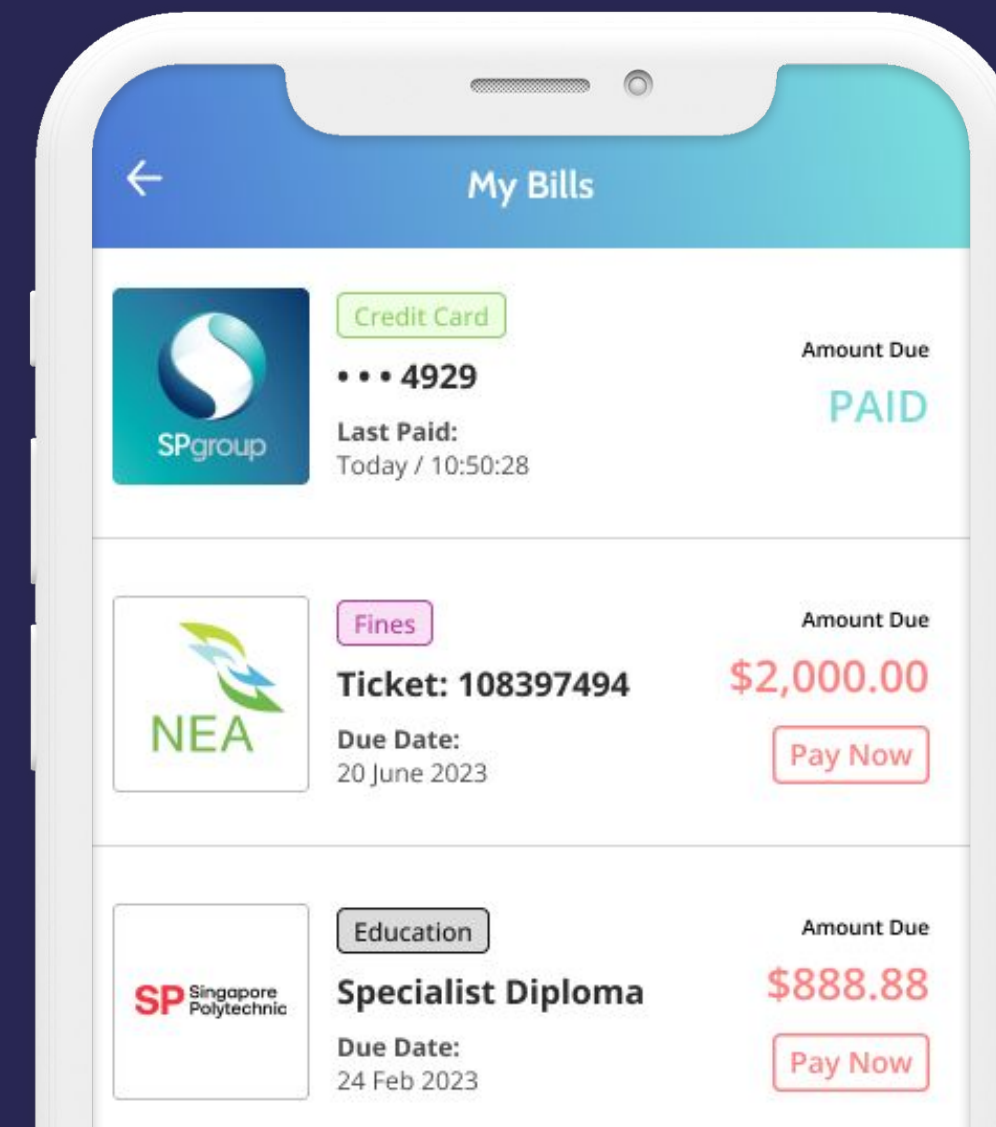 My Bills
SPgroup
Credit Card
• • • 4929
Last Paid:
Today / 10:50:28
Amount Due
PAID
NEA
Fines
Ticket: 108397494
Due Date:
20 June 2023
Amount Due
$2,000.00
Pay Now
SP Singapore
Polytechnic
Education
Specialist Diploma
Due Date:
24 Feb 2023
Amount Due
$888.88
Pay Now